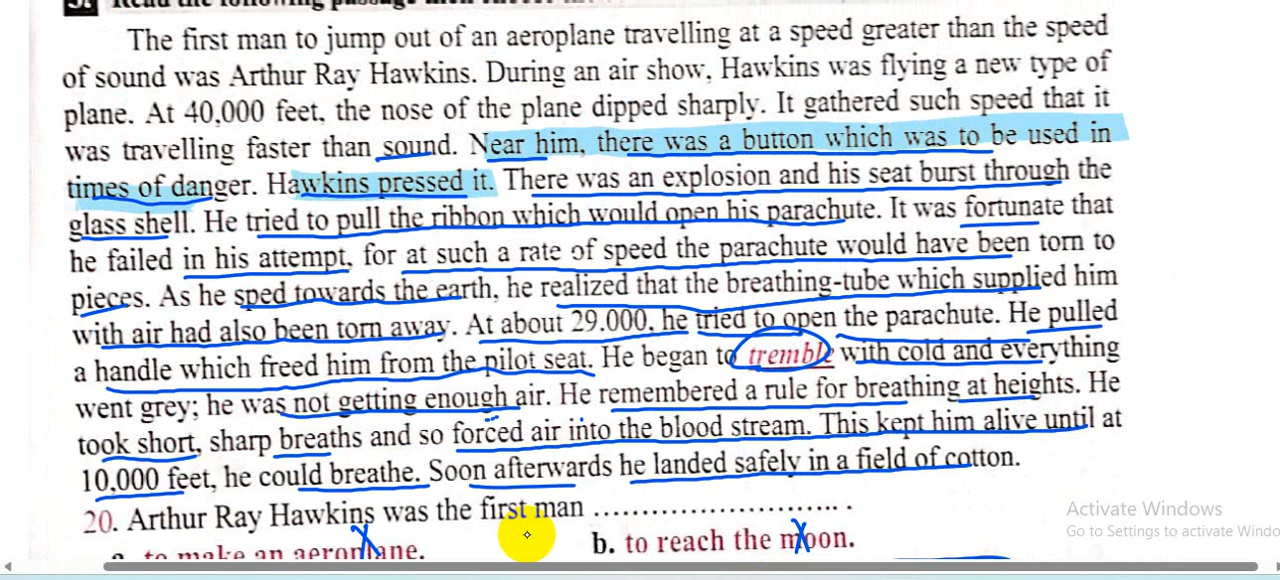 Read the following passage then
The first man to jump out of an aeroplane travelling at a speed greater than the speed
of sound was Arthur Ray Hawkins. During an air show, Hawkins was flying a new type of
plane. At 40,000 feet, the nose of the plane dipped sharply. It gathered such speed that it
was travelling faster than sound. Near him, there was a button which was to be used in
times of danger. Hawkins pressed it. There was an explosion and his seat burst through the
glass shell. He tried to pull the ribbon which would open his parachute. It was fortunate that
he failed in his attempt, for at such a rate of speed the parachute would have been torn to
pieces. As he sped towards the earth, he realized that the breathing-tube which supplied him
with air had also been torn away. At about 29.000, he tried to open the parachute. He pulled
a handle which freed him from the pilot seat. He began to tremble with cold and everything
went grey; he was not getting enough air. He remembered a rule for breathing at heights. He
took short, sharp breaths and so forced air into the blood stream. This kept him alive until at
10,000 feet, he could breathe. Soon afterwards he landed safely in a field of cotton.
20. Arthur Ray Hawkins was the first man ............................ .
a. to make an aeroplane. b. to reach the moon.
Activate Windows
Go to Settings to activate Windo